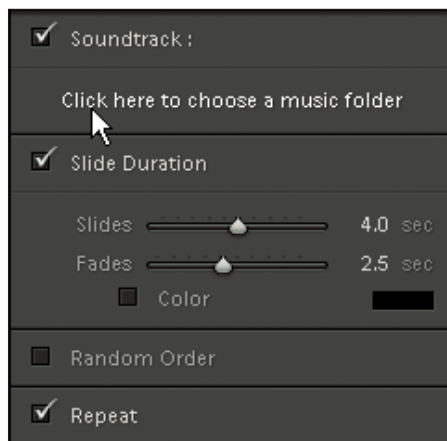 Soundtrack :
Click here to choose a music folder
Slide Duration
Slides 4.0 sec
Fades 2.5 sec
Color
Random Order
Repeat